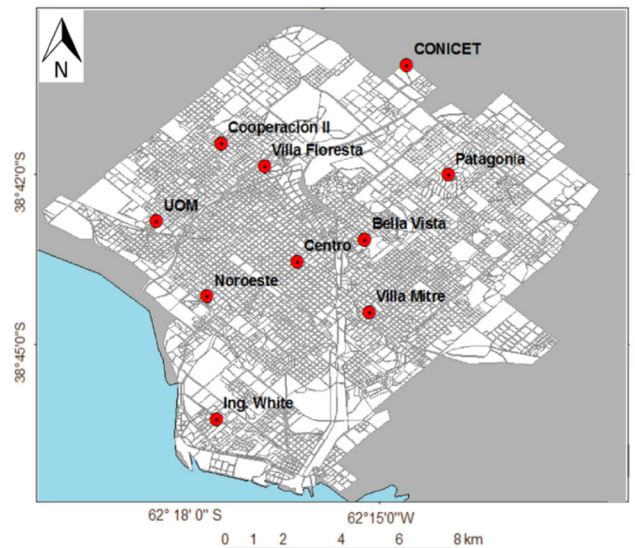 N
CONICET
Cooperación II
Villa Floresta
Patagonia
38°42'0"S
UOM
Bella Vista
Centro
Noroeste
Villa Mitre
38°45'0"S
Ing. White
62° 18' 0" S
62°15'0"W
0 1 2 4 6 8 km